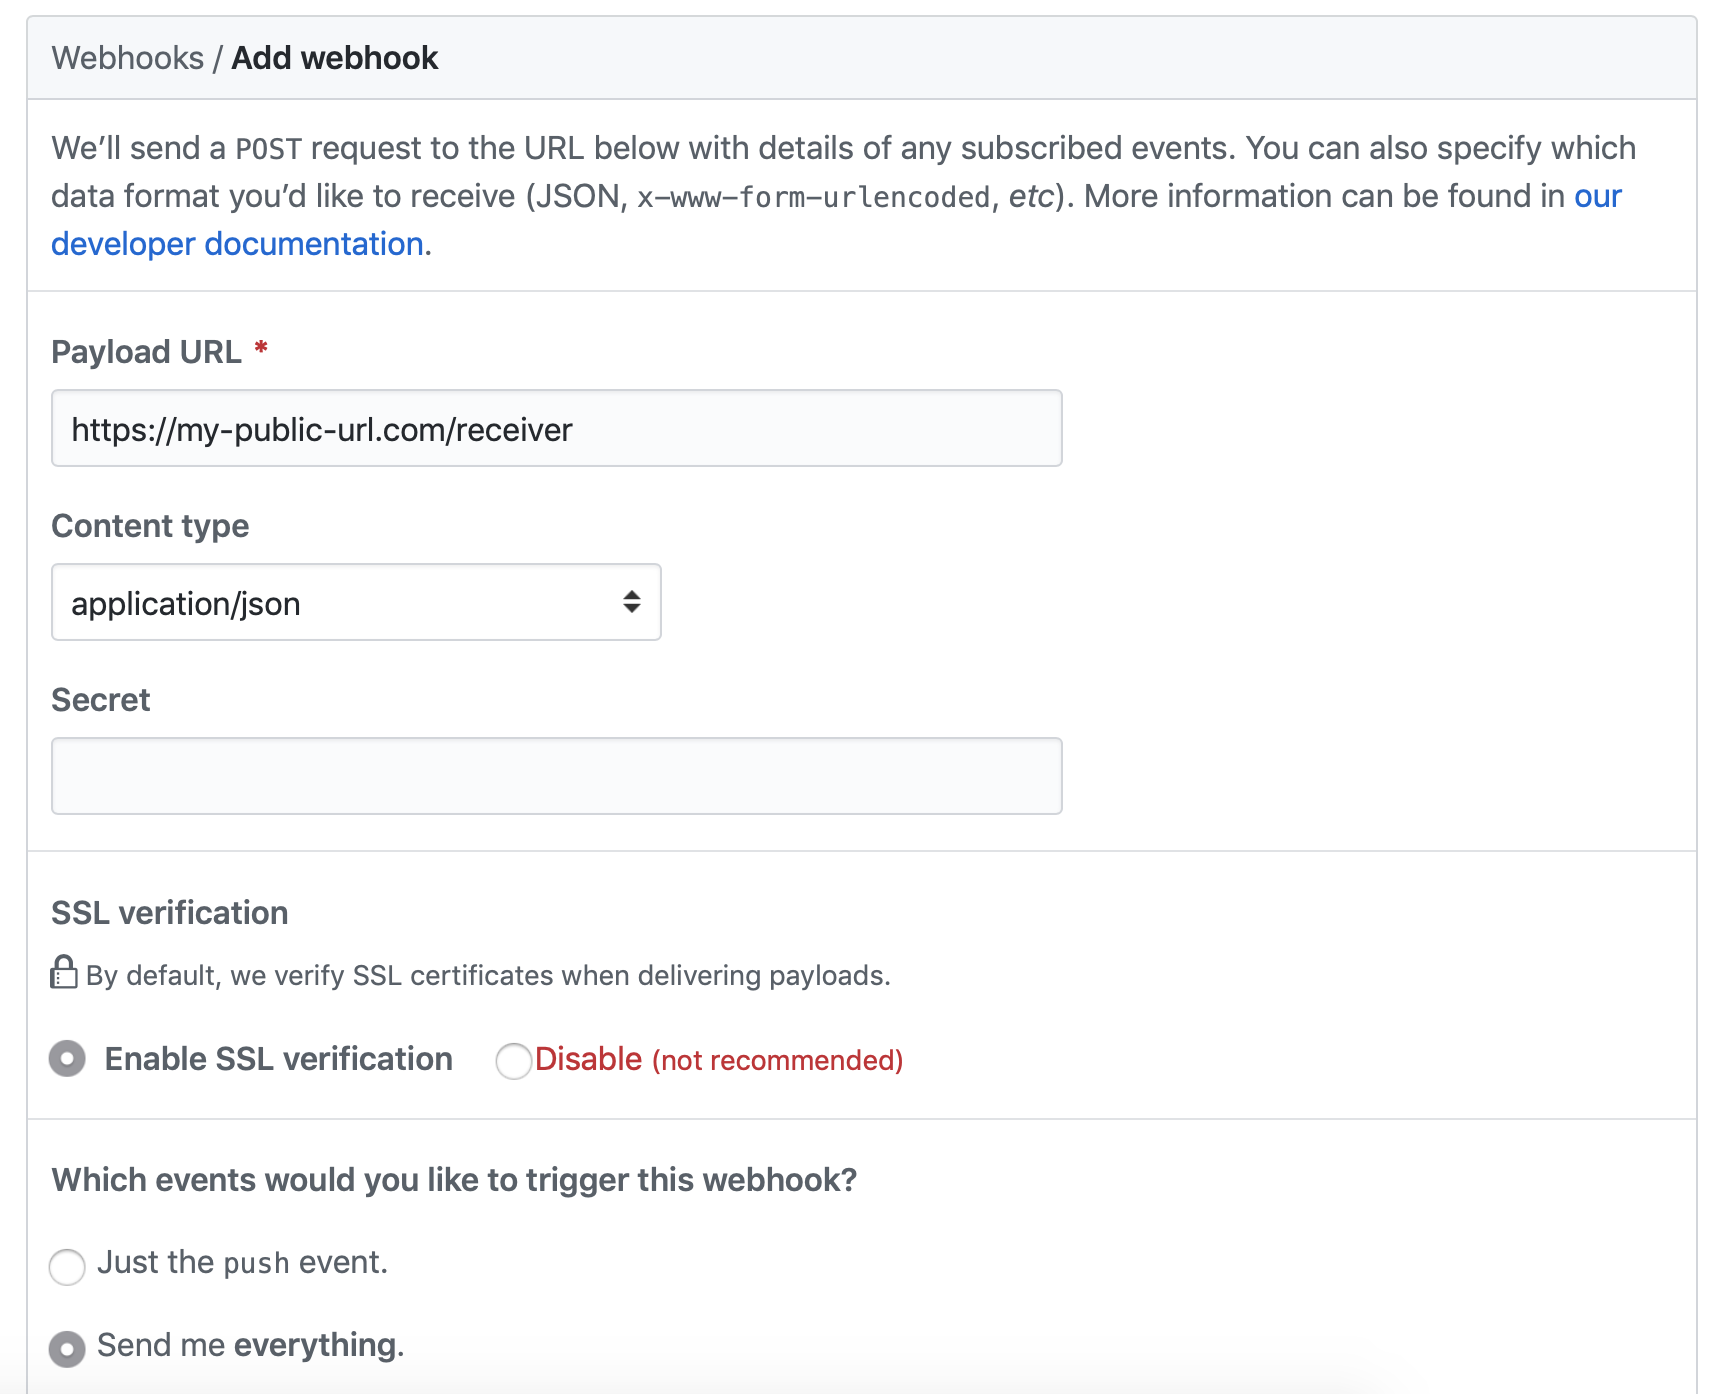 Webhooks / Add webhook
We’ll send a POST request to the URL below with details of any subscribed events. You can also specify which
data format you’d like to receive (JSON, x-www-form-urlencoded, etc). More information can be found in our
developer documentation.
Payload URL *
https://my-public-url.com/receiver
Content type
application/json
Secret
SSL verification
By default, we verify SSL certificates when delivering payloads.
Enable SSL verification Disable (not recommended)
Which events would you like to trigger this webhook?
Just the push event.
Send me everything.